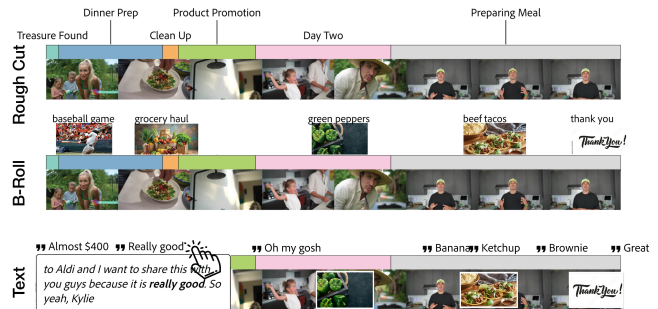 Dinner Prep
Product Promotion
Preparing Meal
Treasure Found
Clean Up
Day Two
Rough Cut
baseball game
grocery haul
green peppers
beef tacos
thank you
Thank You!
B-Roll
Almost $400
Really good
Oh my gosh
Banana
Ketchup
Brownie
Great
Text
to Aldi and I want to share this with
you guys because it is really good. So
yeah, Kylie
Thank You!